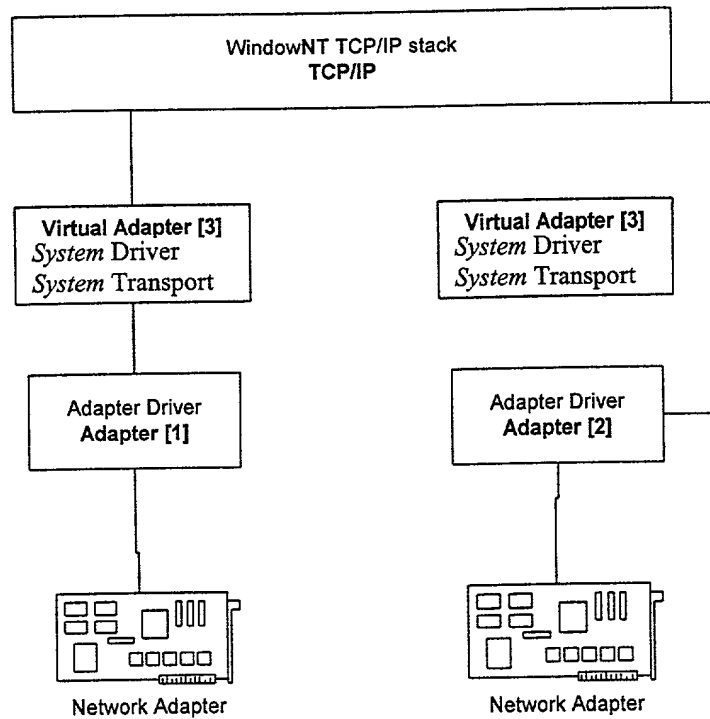 WindowNT TCP/IP stack
TCP/IP
Virtual Adapter [3]
System Driver
System Transport
Virtual Adapter [3]
System Driver
System Transport
Adapter Driver
Adapter [1]
Adapter Driver
Adapter [2]
Network Adapter
Network Adapter